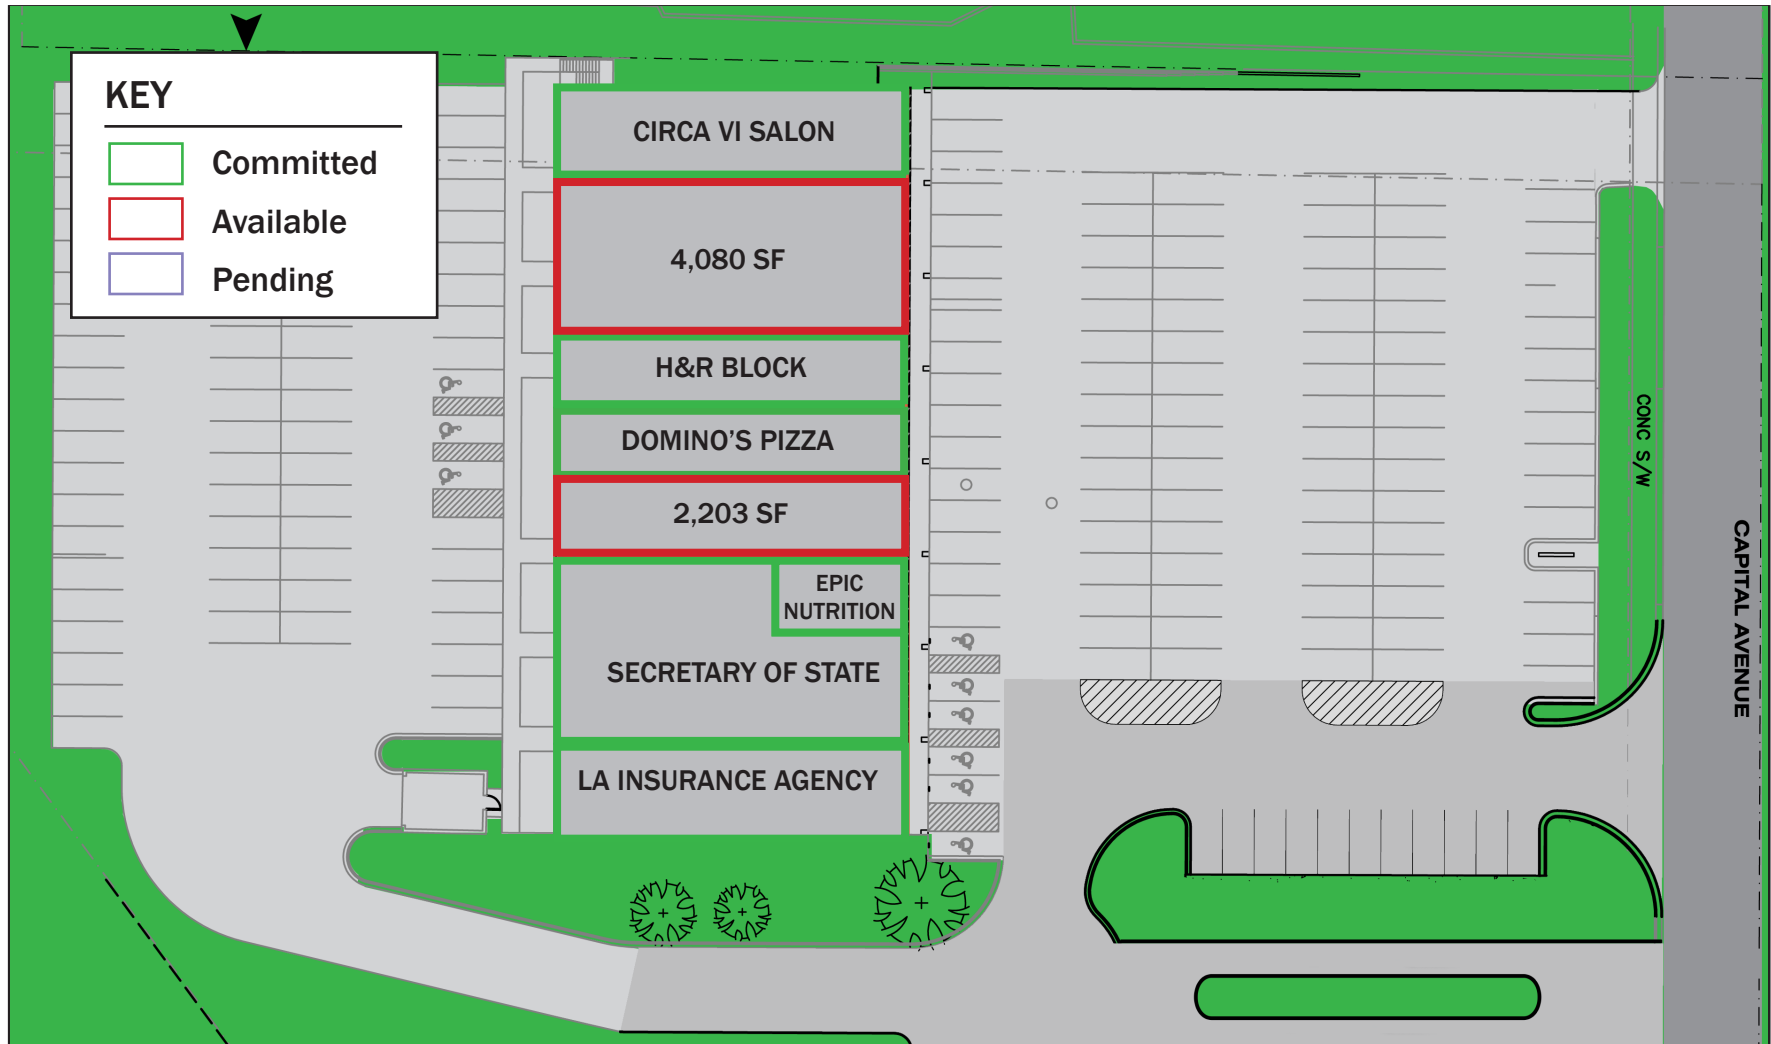 KEY
Committed
Available
Pending
CIRCA VI SALON
4,080 SF
H&R BLOCK
DOMINO'S PIZZA
2,203 SF
EPIC
NUTRITION
SECRETARY OF STATE
LA INSURANCE AGENCY
CONC S/W
CAPITAL AVENUE